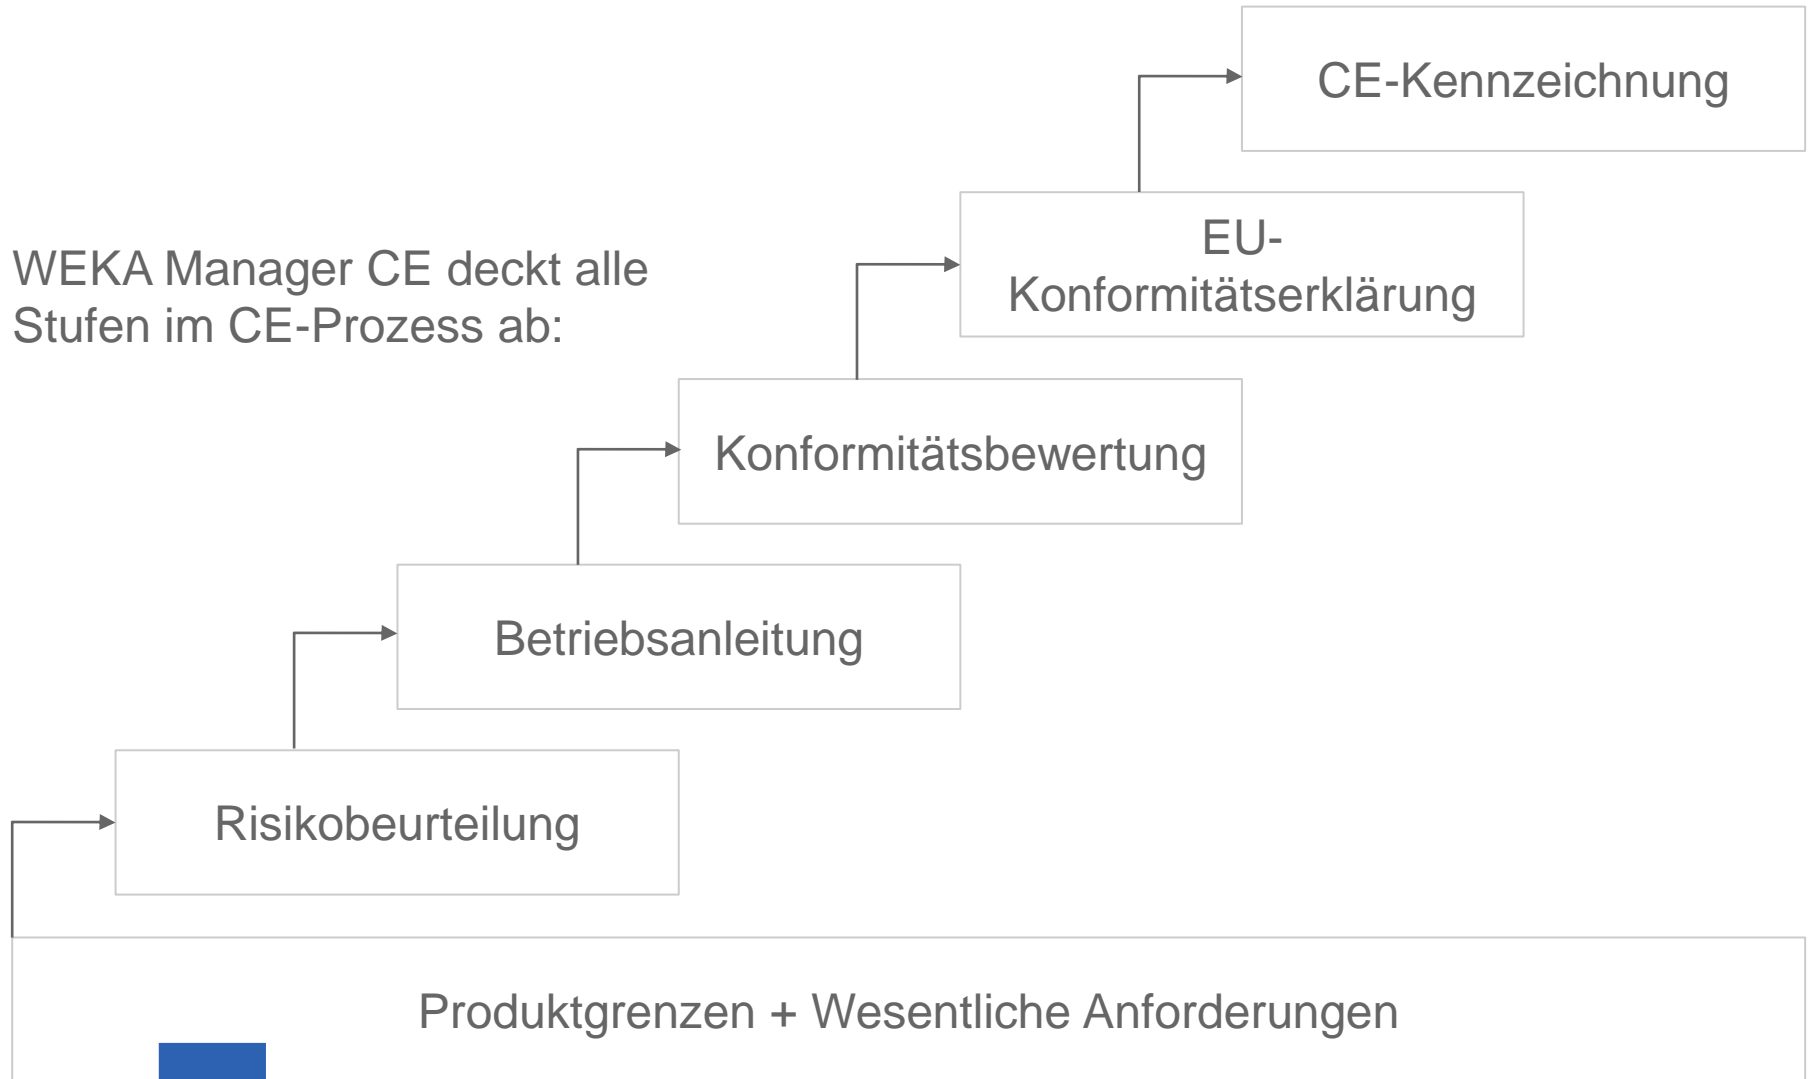 CE-Kennzeichnung
EU-
Konformitätserklärung
WEKA Manager CE deckt alle
Stufen im CE-Prozess ab:
Konformitätsbewertung
Betriebsanleitung
Risikobeurteilung
Produktgrenzen + Wesentliche Anforderungen